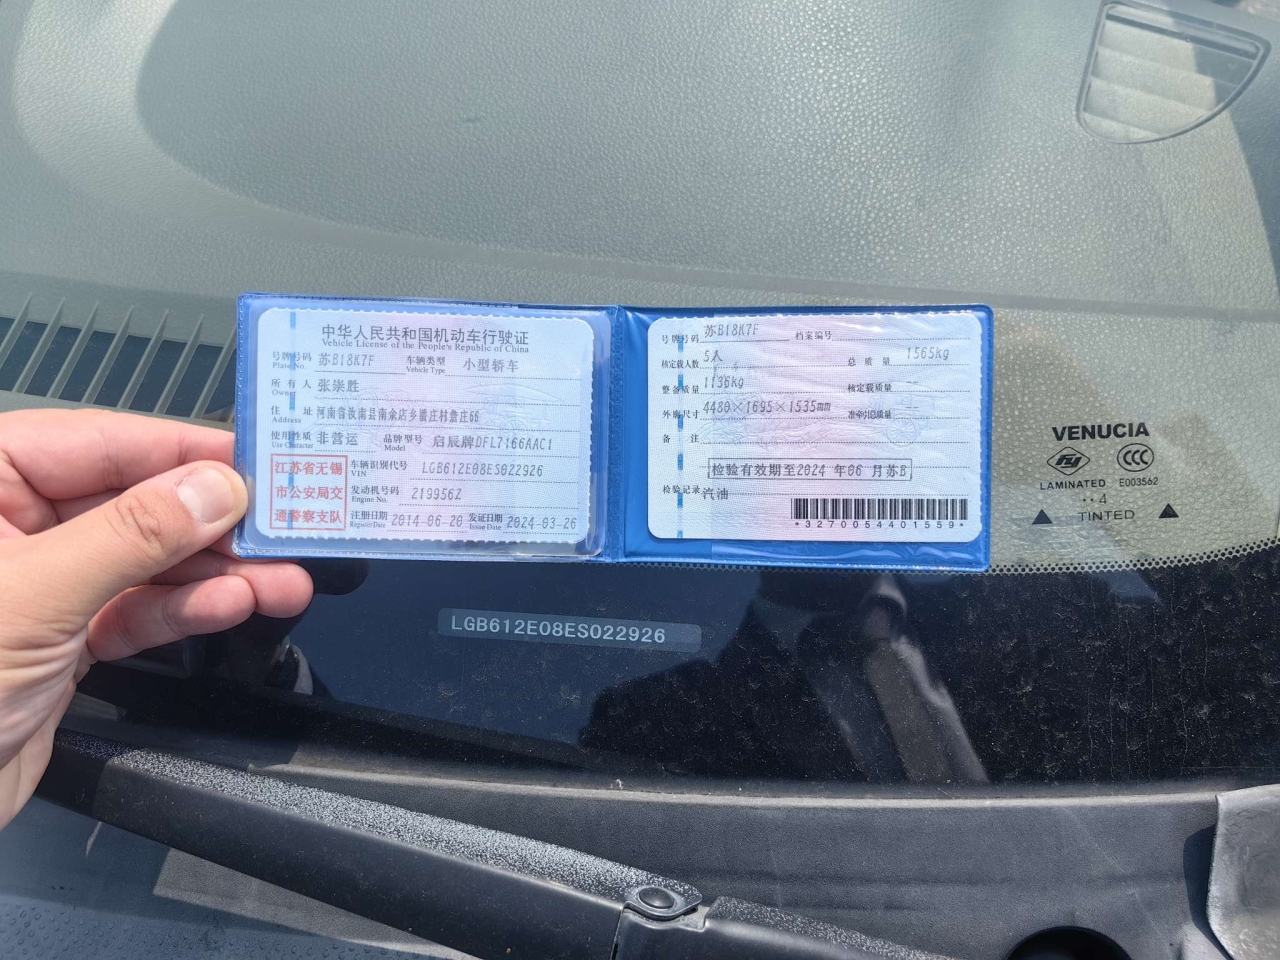 中华人民共和国机动车行驶证
Vehicle License of the People's Republic of China
号牌号码 苏B18K7F 车辆类型 小型轿车
Plate No. Vehicle Type
所有人 张崇胜
Owner
住址 河南省汝南县南余店乡潘庄村詹庄66
Address
使用性质 非营运 品牌型号 启辰牌DFL7166AAC1
Use Character Model
江苏省无锡
市公安局交
通警察支队
车辆识别代号 LGB612E08ES022926
VIN
发动机号码 219956Z
Engine No.
注册日期 2014-06-20 发证日期 2024-03-26
Register Date Issue Date
号牌号码 苏B18K7F 档案编号
核定载人数 5人 总质量 1565kg
整备质量 1136kg 核定载质量 --
外廓尺寸 4480×1695×1535mm 准牵引总质量 --
备注
检验有效期至2024年06月苏B
检验记录 汽油
*3270054401559*
LGB612E08ES022926
VENUCIA
fy CCC
LAMINATED E003562
··4
TINTED